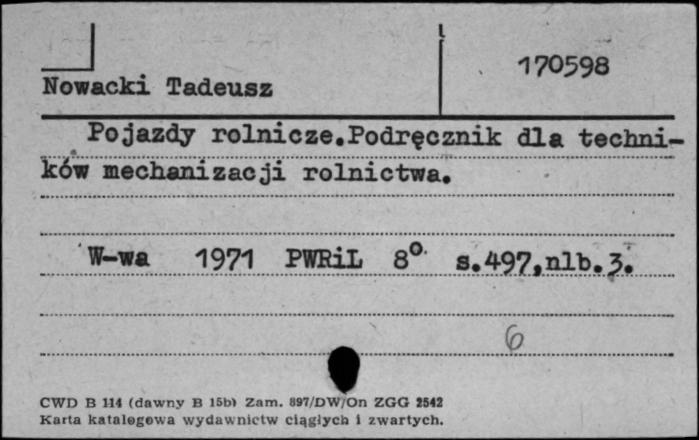 170598
Nowacki Tadeusz
Pojazdy rolnicze.Podręcznik dla techni-
ków mechanizacji rolnictwa.
W-wa 1971 PWRiL 8° s.497,nlb.3.
6
CWD B 114 (dawny B 15b) Zam. 897/DW/On ZGG 2542
Karta katalogowa wydawnictw ciągłych i zwartych.